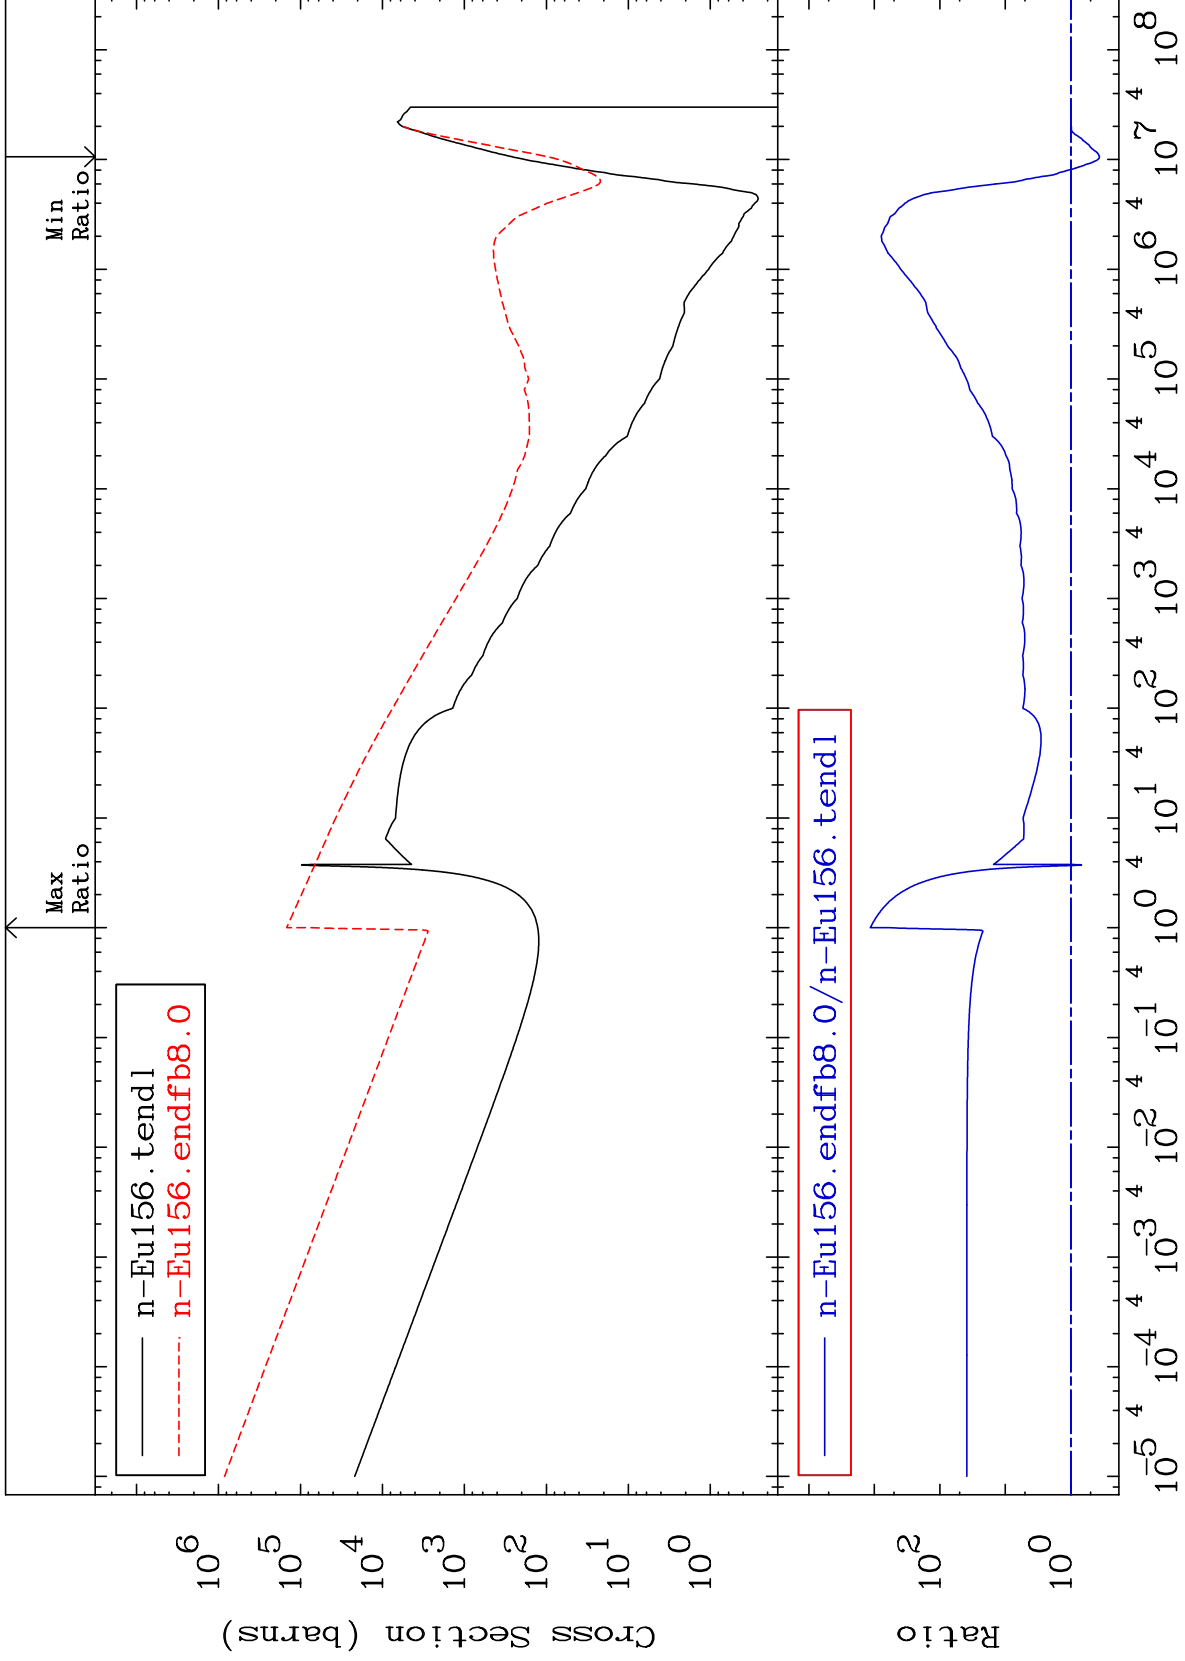 Max
Ratio
Min
Ratio
n-Eu156.tendl
n-Eu156.endfb8.0
10^6
10^5
10^4
10^3
10^2
10^1
10^0
Cross Section (barns)
n-Eu156.endfb8.0/n-Eu156.tendl
10^2
10^0
Ratio
10^-5 4 10^-4 4 10^-3 4 10^-2 4 10^-1 4 10^0 4 10^1 4 10^2 4 10^3 4 10^4 4 10^5 4 10^6 4 10^7 4 10^8